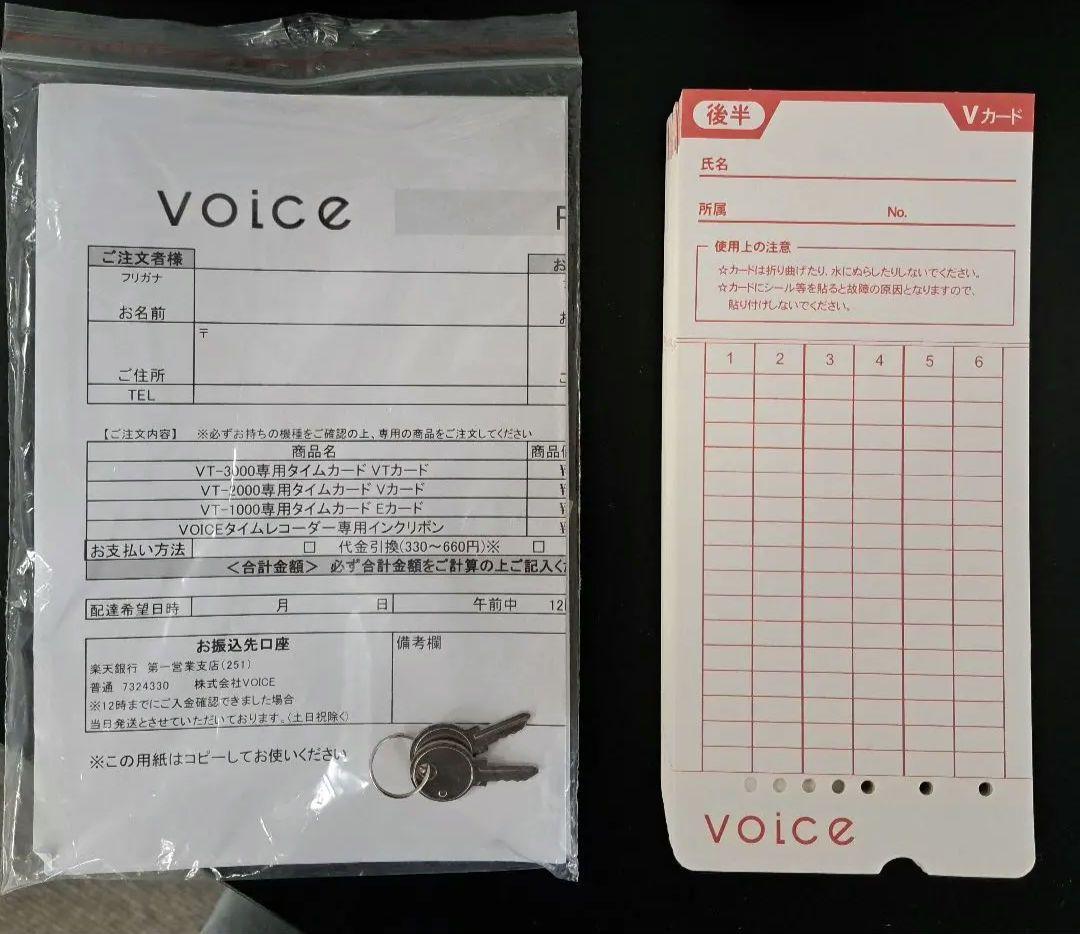 voice
F
ご注文者様
お
フリガナ
お名前
〒
ご住所
TEL
【ご注文内容】 ※必ずお持ちの機種をご確認の上、専用の商品をご注文してください
商品名 商品価
VT-3000専用タイムカード VTカード ¥
VT-2000専用タイムカード Vカード ¥
VT-1000専用タイムカード Eカード ¥
VOICEタイムレコーダー専用インクリボン ¥
お支払い方法 □ 代金引換(330～660円)※ □
＜合計金額＞ 必ず合計金額をご計算の上ご記入くだ
配達希望日時 月 日 午前中 12
お振込先口座 備考欄
楽天銀行 第一営業支店(251)
普通 7324330 株式会社VOICE
※12時までにご入金確認できました場合
当日発送とさせていただいております。(土日祝除く)
※この用紙はコピーしてお使いください
後半 Vカード
氏名
所属 No.
使用上の注意
☆カードは折り曲げたり、水にぬらしたりしないでください。
☆カードにシール等を貼ると故障の原因となりますので、
貼り付けしないでください。
1 2 3 4 5 6
voice